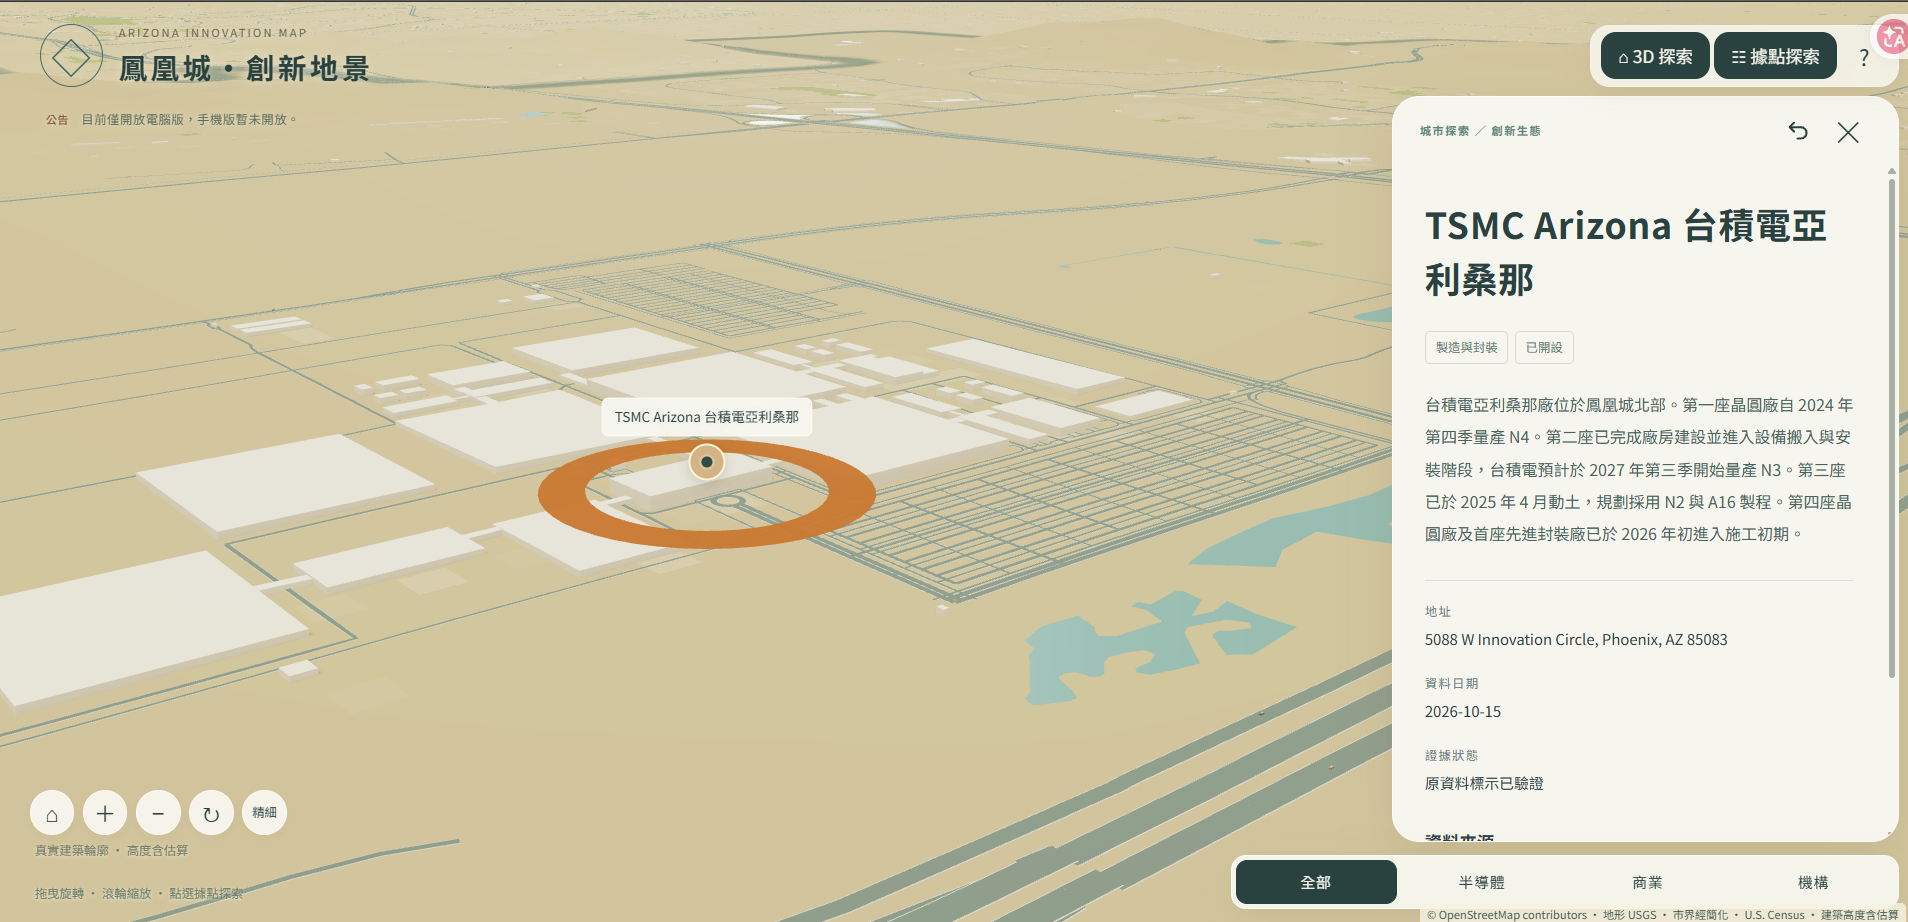 ARIZONA INNOVATION MAP
鳳凰城・創新地景
公告 目前僅開放電腦版，手機版暫未開放。
⌂ 3D 探索
☷ 據點探索
?
城市探索 ／ 創新生態
TSMC Arizona 台積電亞
利桑那
製造與封裝
已開設
台積電亞利桑那廠位於鳳凰城北部。第一座晶圓廠自 2024 年
第四季量產 N4。第二座已完成廠房建設並進入設備搬入與安
裝階段，台積電預計於 2027 年第三季開始量產 N3。第三座
已於 2025 年 4 月動土，規劃採用 N2 與 A16 製程。第四座晶
圓廠及首座先進封裝廠已於 2026 年初進入施工初期。
地址
5088 W Innovation Circle, Phoenix, AZ 85083
資料日期
2026-10-15
證據狀態
原資料標示已驗證
資料來源
TSMC Arizona 台積電亞利桑那
⌂
+
−
↻
精細
真實建築輪廓 ・ 高度含估算
拖曳旋轉 ・ 滾輪縮放 ・ 點選據點探索
全部
半導體
商業
機構
© OpenStreetMap contributors ・ 地形 USGS ・ 市界經簡化 ・ U.S. Census ・ 建築高度含估算